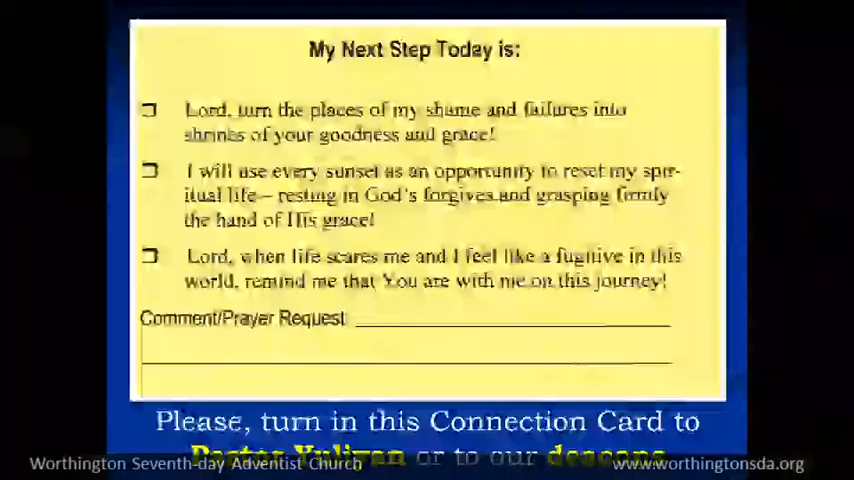 My Next Step Today is:
Lord, turn the places of my shame and failures into
shrines of your goodness and grace!
I will use every sunset as an opportunity to reset my spir-
itual life– resting in God's forgives and grasping firmly
the hand of His grace!
Lord, when life scares me and I feel like a fugitive in this
world, remind me that You are with me on this journey!
Comment/Prayer Request:
Please, turn in this Connection Card to
Pastor Yuliyan or to our deacons
Worthington Seventh-day Adventist Church
www.worthingtonsda.org